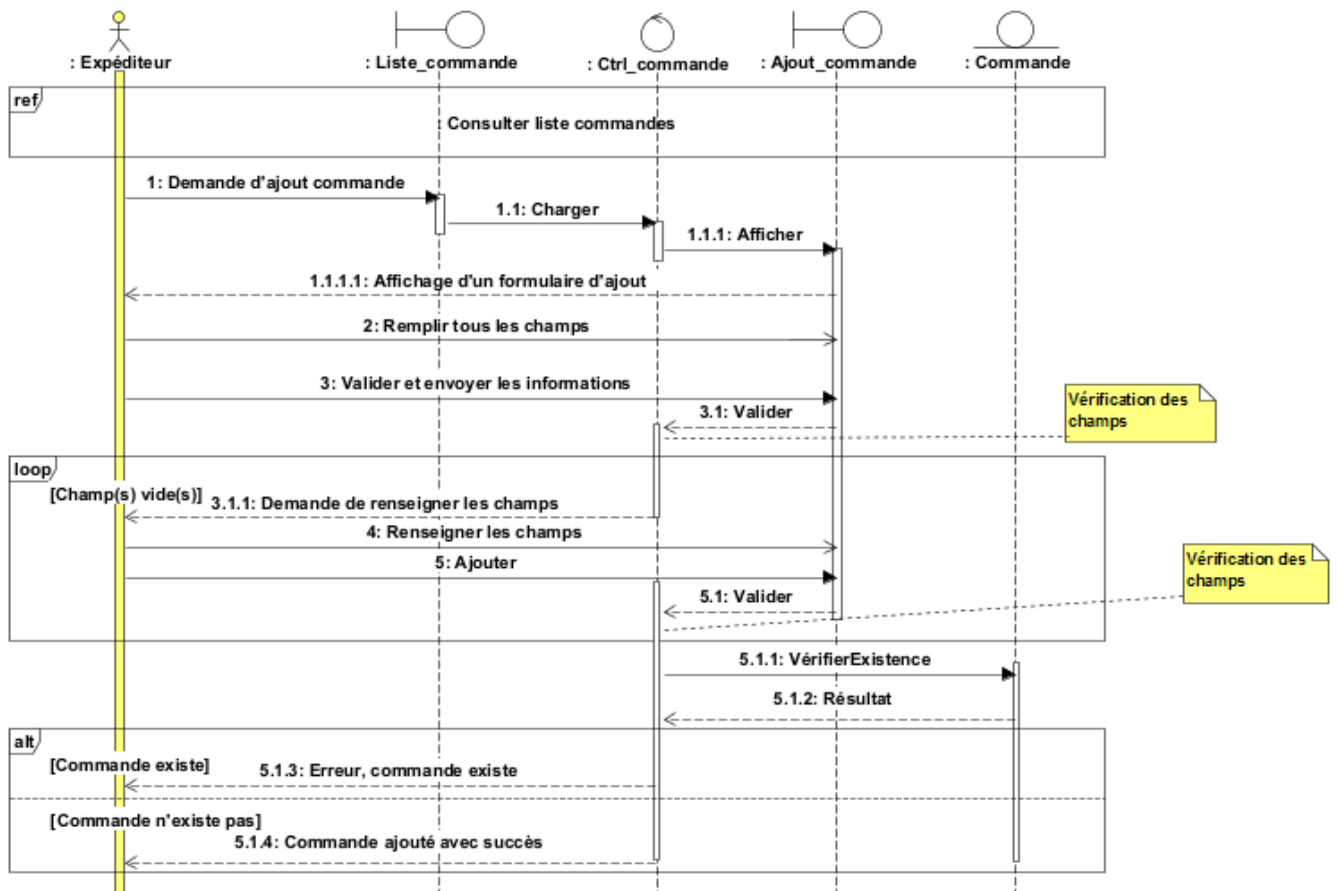 : Expéditeur
: Liste_commande
: Ctrl_commande
: Ajout_commande
: Commande
ref
: Consulter liste commandes
1: Demande d'ajout commande
1.1: Charger
1.1.1: Afficher
1.1.1.1: Affichage d'un formulaire d'ajout
2: Remplir tous les champs
3: Valider et envoyer les informations
3.1: Valider
Vérification des
champs
loop
[Champ(s) vide(s)]
3.1.1: Demande de renseigner les champs
4: Renseigner les champs
5: Ajouter
5.1: Valider
Vérification des
champs
5.1.1: VérifierExistence
5.1.2: Résultat
alt
[Commande existe]
5.1.3: Erreur, commande existe
[Commande n'existe pas]
5.1.4: Commande ajouté avec succès